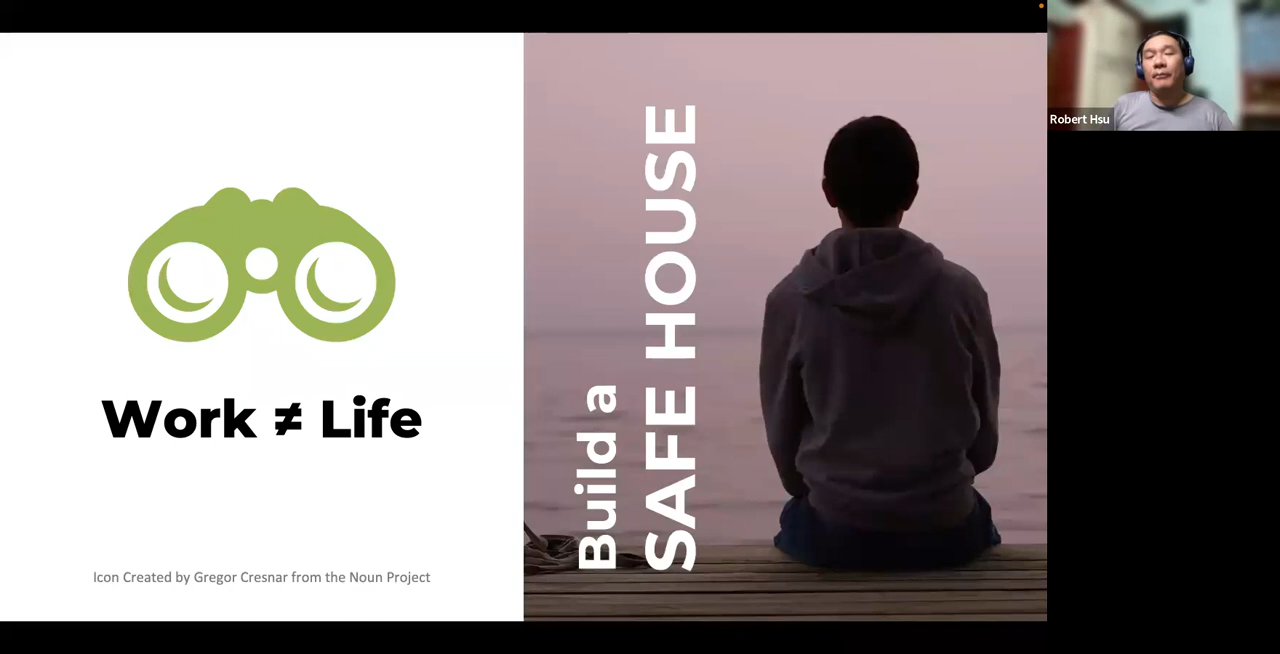 Work ≠ Life
Icon Created by Gregor Cresnar from the Noun Project
Build a
SAFE HOUSE
Robert Hsu